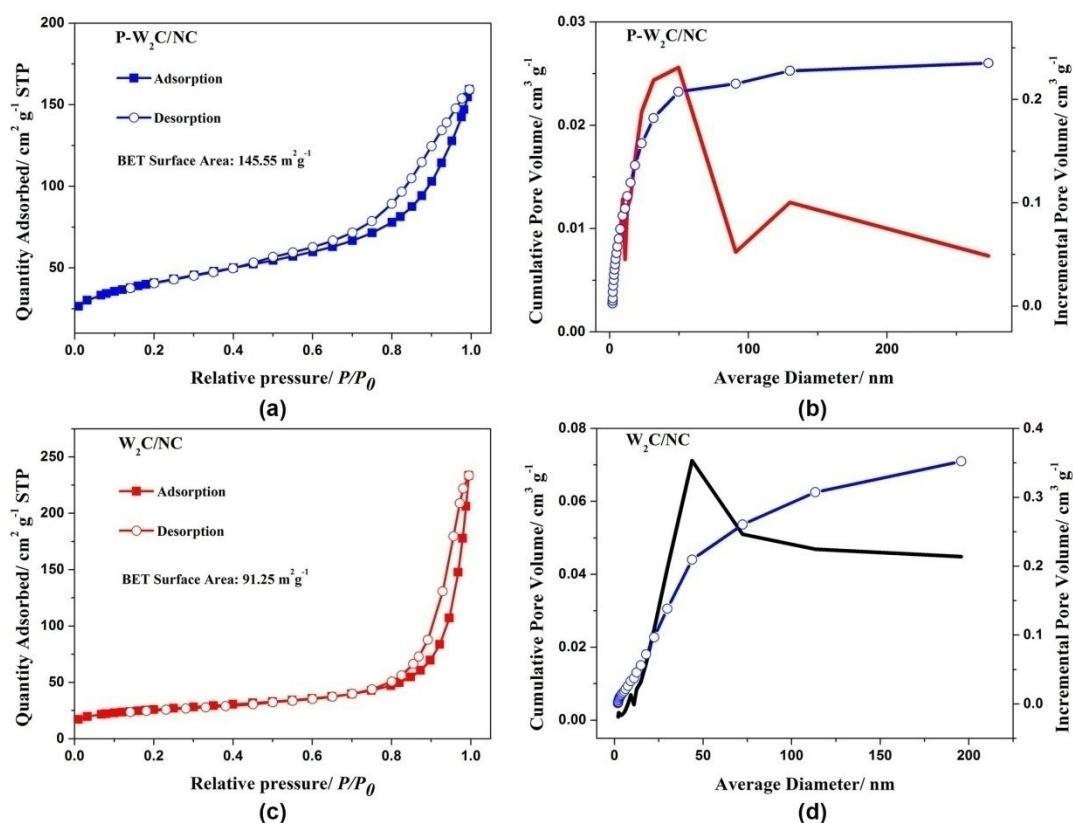 200
150
100
50
0
0.0 0.2 0.4 0.6 0.8 1.0
Quantity Adsorbed/ cm² g⁻¹ STP
P-W₂C/NC
Adsorption
Desorption
BET Surface Area: 145.55 m²g⁻¹
Relative pressure/ P/P₀
(a)
0.03
0.02
0.01
0.00
0 100 200
Cumulative Pore Volume/ cm³ g⁻¹
P-W₂C/NC
0.2
0.1
0.0
Incremental Pore Volume/ cm³ g⁻¹
Average Diameter/ nm
(b)
250
200
150
100
50
0
0.0 0.2 0.4 0.6 0.8 1.0
Quantity Adsorbed/ cm² g⁻¹ STP
W₂C/NC
Adsorption
Desorption
BET Surface Area: 91.25 m²g⁻¹
Relative pressure/ P/P₀
(c)
0.08
0.06
0.04
0.02
0.00
0 50 100 150 200
Cumulative Pore Volume/ cm³ g⁻¹
W₂C/NC
0.4
0.3
0.2
0.1
0.0
Incremental Pore Volume/ cm³ g⁻¹
Average Diameter/ nm
(d)